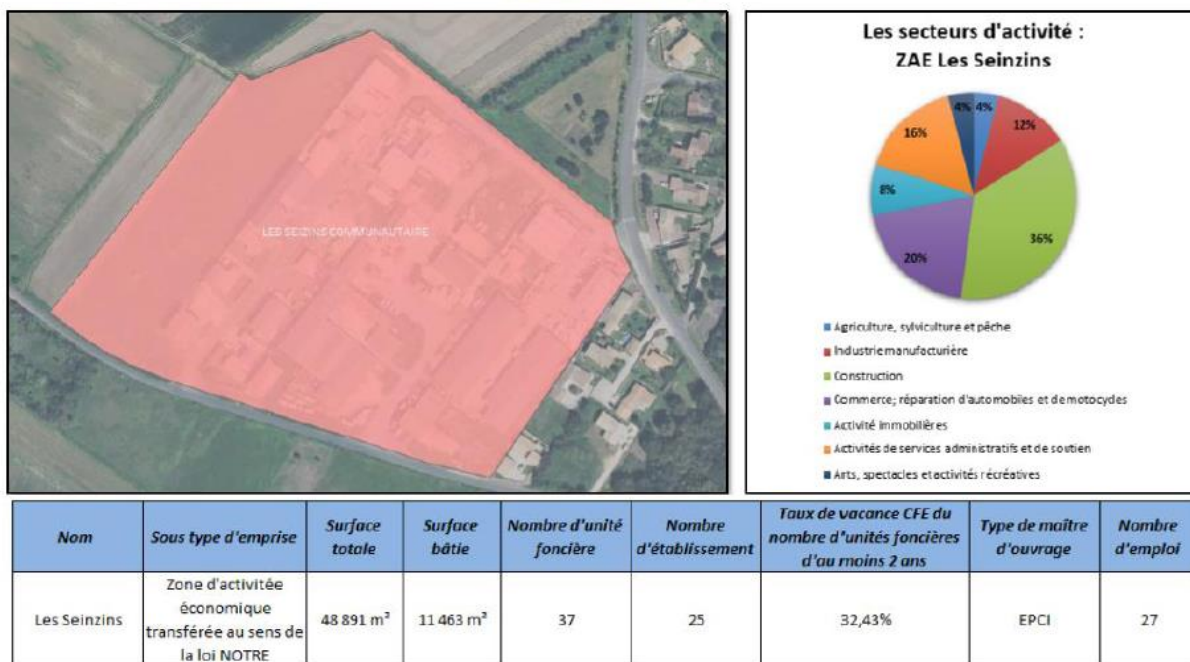 LES SEIZINS COMMUNAUTAIRE
Les secteurs d'activité :
ZAE Les Seinzins
4%
4%
12%
16%
8%
36%
20%
Agriculture, sylviculture et pêche
Industrie manufacturière
Construction
Commerce; réparation d'automobiles et de motocycles
Activité immobilières
Activités de services administratifs et de soutien
Arts, spectacles et activités récréatives
Nom
Sous type d'emprise
Surface
totale
Surface
bâtie
Nombre d'unité
foncière
Nombre
d'établissement
Taux de vacance CFE du
nombre d'unités foncières
d'au moins 2 ans
Type de maître
d'ouvrage
Nombre
d'emploi
Les Seinzins
Zone d'activitée
économique
transférée au sens de
la loi NOTRE
48 891 m²
11 463 m²
37
25
32,43%
EPCI
27